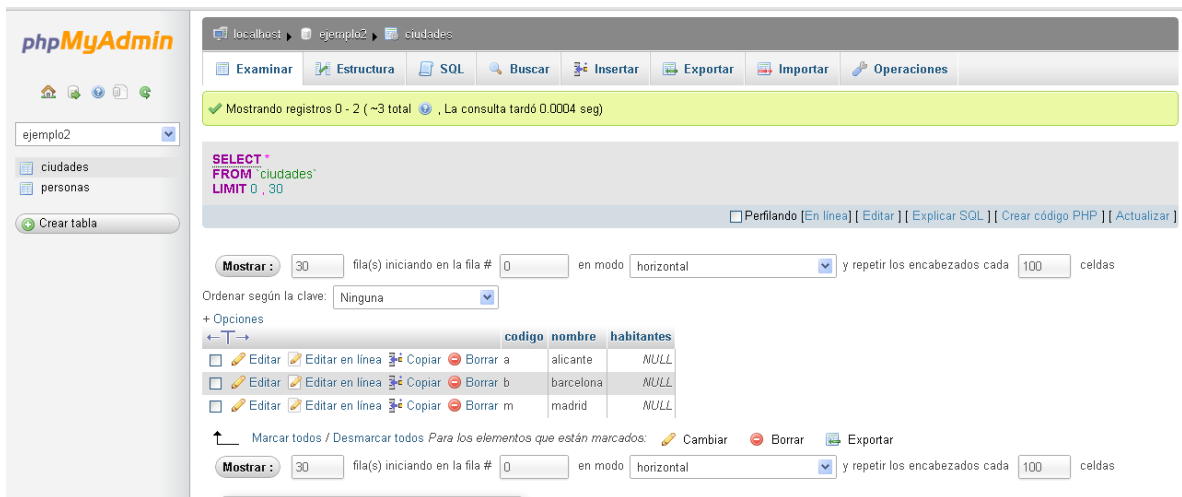 phpMyAdmin
localhost ▸ ejemplo2 ▸ ciudades
Examinar Estructura SQL Buscar Insertar Exportar Importar Operaciones
Mostrando registros 0 - 2 ( ~3 total , La consulta tardó 0.0004 seg)
ejemplo2
ciudades
personas
Crear tabla
SELECT *
FROM `ciudades`
LIMIT 0 , 30
Perfilando [En línea] [ Editar ] [ Explicar SQL ] [ Crear código PHP ] [ Actualizar ]
Mostrar : 30 fila(s) iniciando en la fila # 0 en modo horizontal y repetir los encabezados cada 100 celdas
Ordenar según la clave: Ninguna
+ Opciones
←T→ codigo nombre habitantes
Editar Editar en línea Copiar Borrar a alicante NULL
Editar Editar en línea Copiar Borrar b barcelona NULL
Editar Editar en línea Copiar Borrar m madrid NULL
Marcar todos / Desmarcar todos Para los elementos que están marcados: Cambiar Borrar Exportar
Mostrar : 30 fila(s) iniciando en la fila # 0 en modo horizontal y repetir los encabezados cada 100 celdas